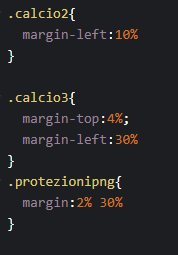 .calcio2{
margin-left:10%
}
.calcio3{
margin-top:4%;
margin-left:30%
}
.protezionipng{
margin:2% 30%
}